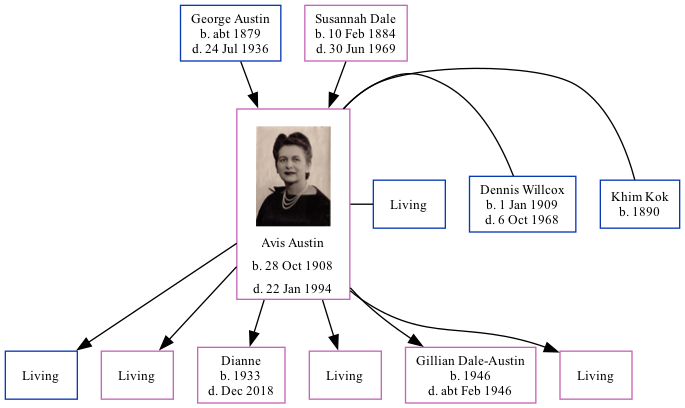 George Austin
b. abt 1879
d. 24 Jul 1936
Susannah Dale
b. 10 Feb 1884
d. 30 Jun 1969
Avis Austin
b. 28 Oct 1908
d. 22 Jan 1994
Living
Dennis Willcox
b. 1 Jan 1909
d. 6 Oct 1968
Khim Kok
b. 1890
Living
Living
Dianne
b. 1933
d. Dec 2018
Living
Gillian Dale-Austin
b. 1946
d. abt Feb 1946
Living